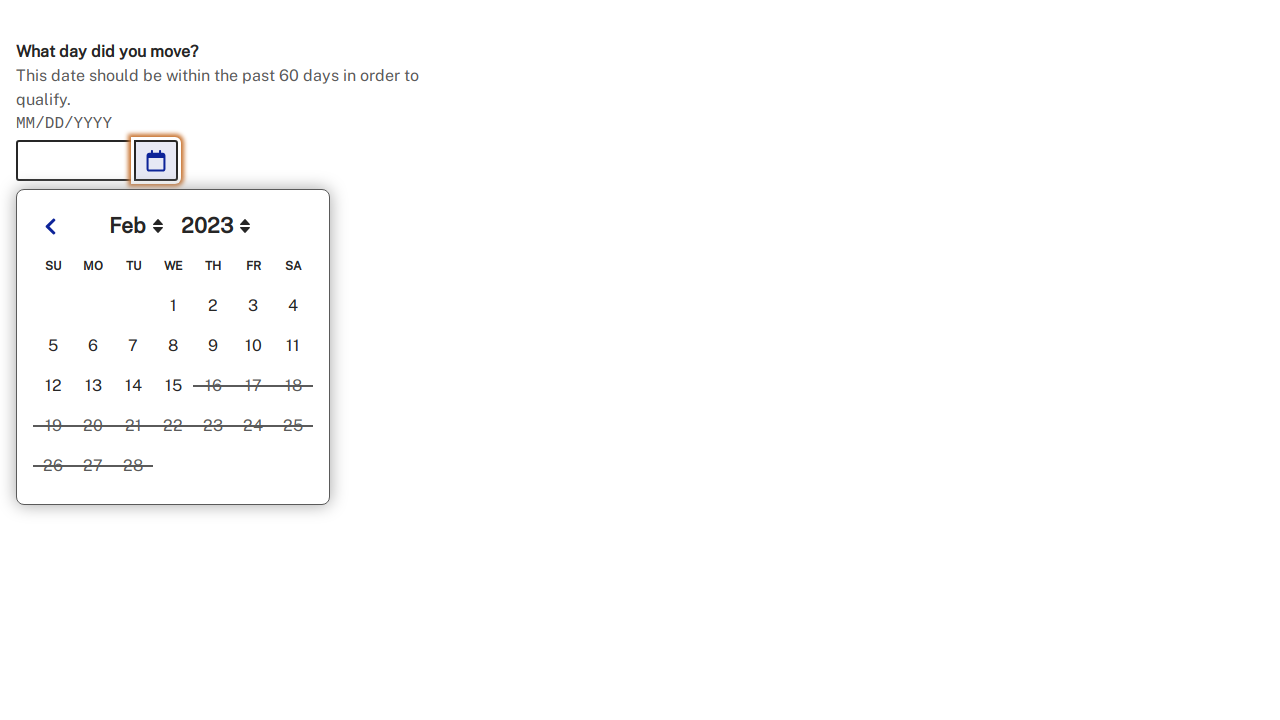 What day did you move?
This date should be within the past 60 days in order to
qualify.
MM/DD/YYYY
Feb 2023
SU MO TU WE TH FR SA
1 2 3 4
5 6 7 8 9 10 11
12 13 14 15 16 17 18
19 20 21 22 23 24 25
26 27 28